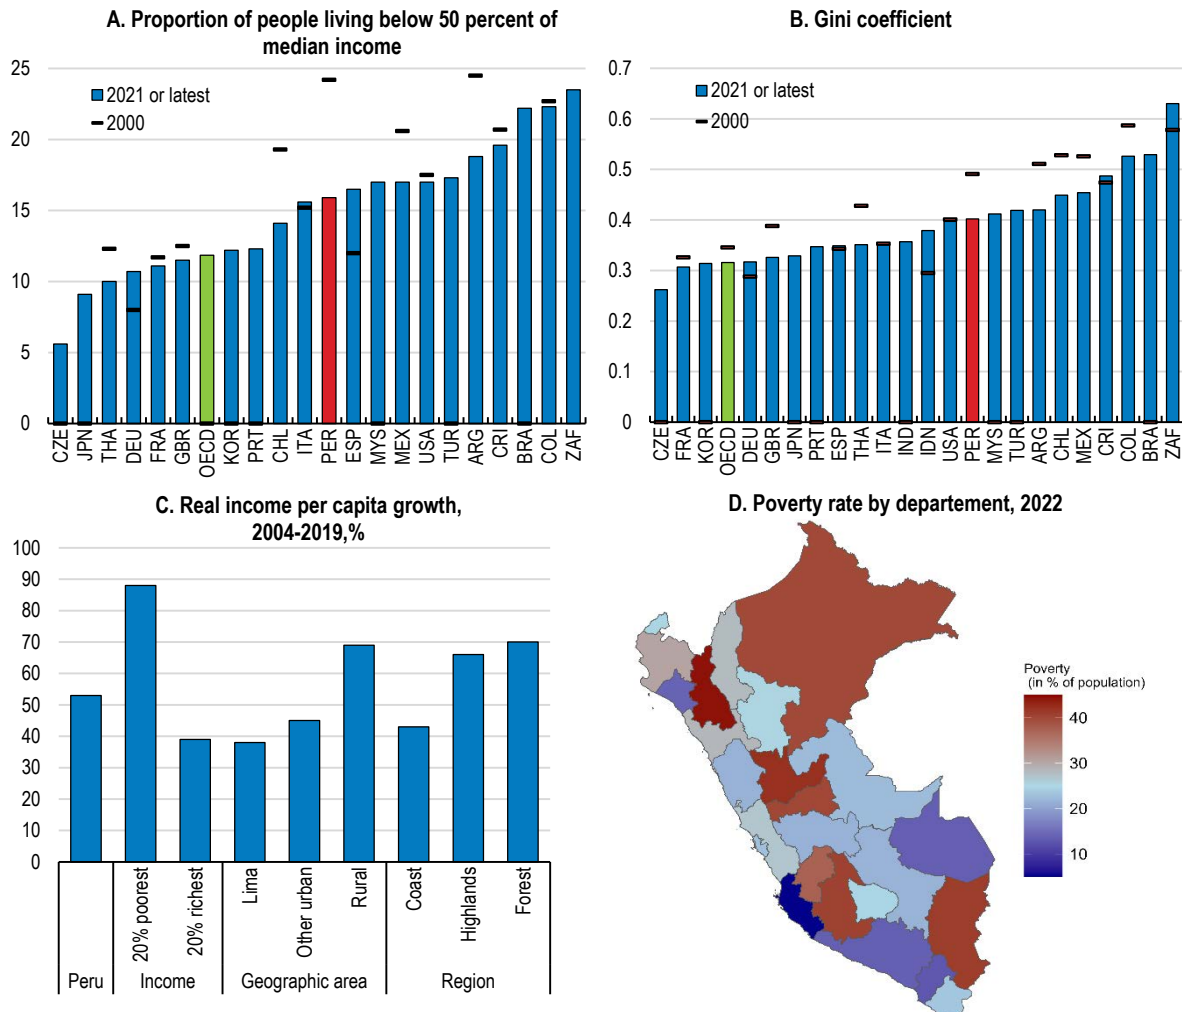 A. Proportion of people living below 50 percent of
median income
25
20
15
10
5
0
2021 or latest
2000
CZE
JPN
THA
DEU
FRA
GBR
OECD
KOR
PRT
CHL
ITA
PER
ESP
MYS
MEX
USA
TUR
ARG
CRI
BRA
COL
ZAF
B. Gini coefficient
0.7
0.6
0.5
0.4
0.3
0.2
0.1
0
2021 or latest
2000
CZE
FRA
KOR
OECD
DEU
GBR
JPN
PRT
ESP
THA
ITA
IND
IDN
USA
PER
MYS
TUR
ARG
CHL
MEX
CRI
COL
BRA
ZAF
C. Real income per capita growth,
2004-2019,%
100
90
80
70
60
50
40
30
20
10
0
20% poorest
20% richest
Lima
Other urban
Rural
Coast
Highlands
Forest
Peru
Income
Geographic area
Region
D. Poverty rate by departement, 2022
Poverty
(in % of population)
40
30
20
10